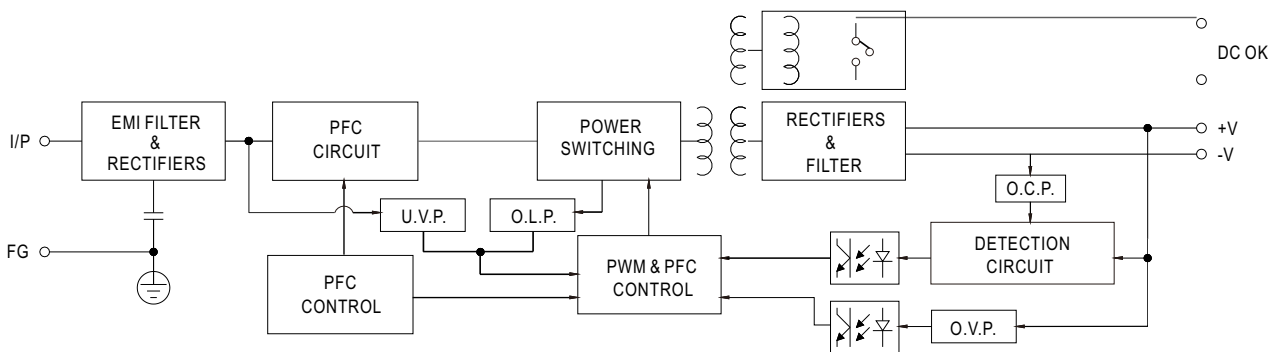 DC OK
I/P
EMI FILTER
&
RECTIFIERS
PFC
CIRCUIT
POWER
SWITCHING
RECTIFIERS
&
FILTER
+V
-V
O.C.P.
U.V.P.
O.L.P.
FG
DETECTION
CIRCUIT
PFC
CONTROL
PWM & PFC
CONTROL
O.V.P.